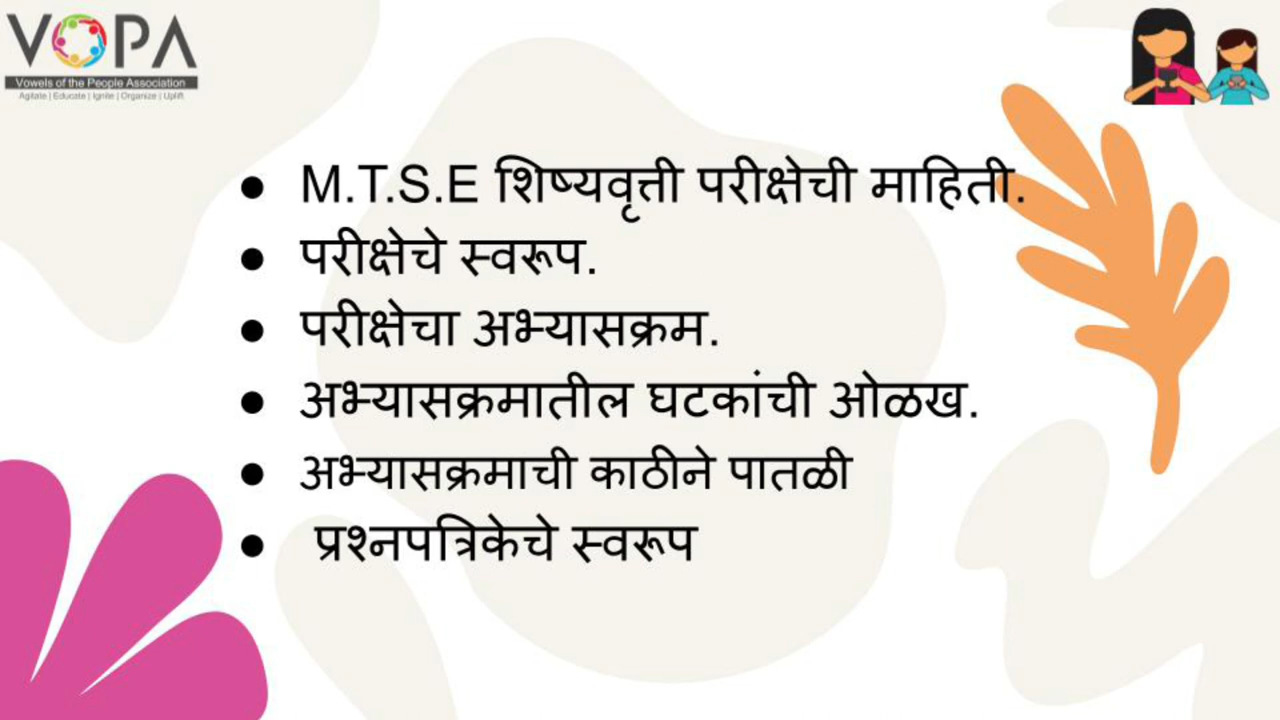 VOPA
Vowels of the People Association
Agitate | Educate | Ignite | Organize | Uplift
● M.T.S.E शिष्यवृत्ती परीक्षेची माहिती.
● परीक्षेचे स्वरूप.
● परीक्षेचा अभ्यासक्रम.
● अभ्यासक्रमातील घटकांची ओळख.
● अभ्यासक्रमाची काठीने पातळी
● प्रश्नपत्रिकेचे स्वरूप